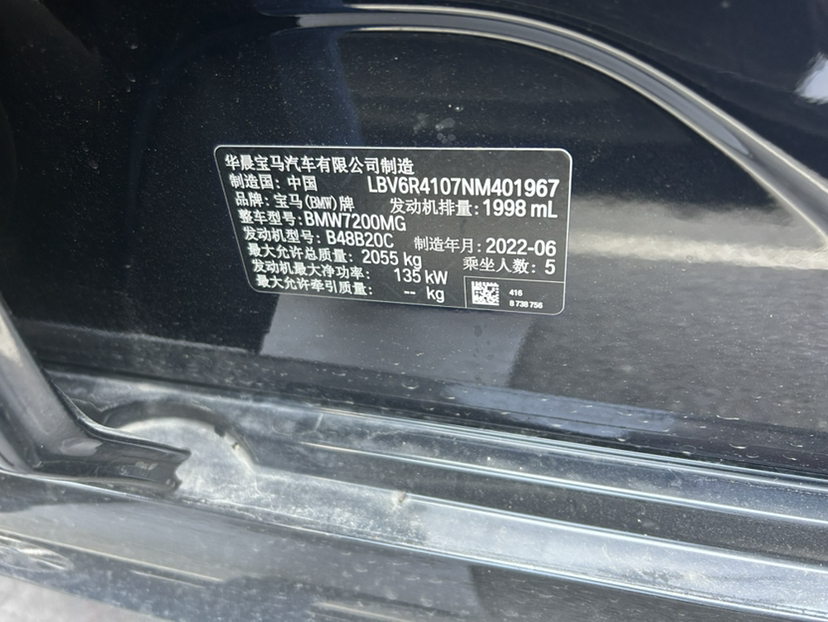 华晨宝马汽车有限公司制造
制造国：中国 LBV6R4107NM401967
品牌：宝马(BMW)牌 发动机排量：1998 mL
整车型号：BMW7200MG
发动机型号：B48B20C 制造年月：2022-06
最大允许总质量：2055 kg 乘坐人数：5
发动机最大净功率：135 kW
最大允许牵引质量：-- kg
416
8 738 756